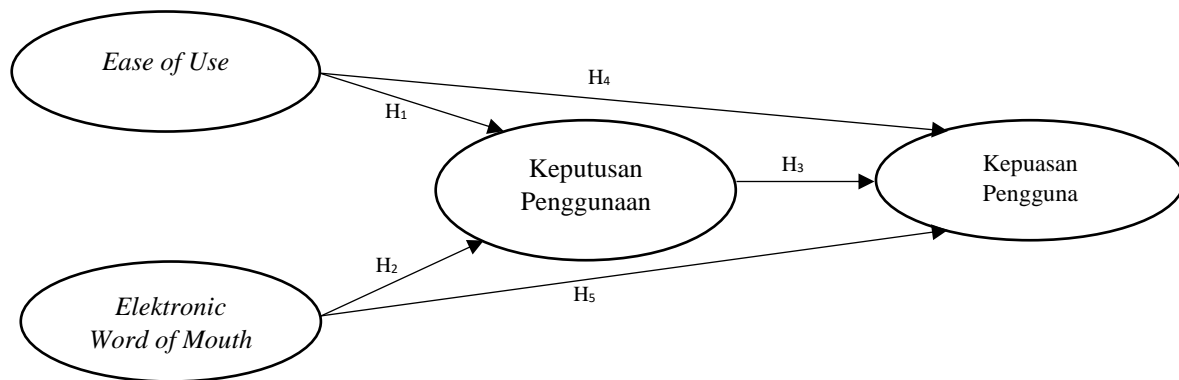 Ease of Use
H₄
H₁
Keputusan
Penggunaan
H₃
Kepuasan
Pengguna
H₂
H₅
Elektronic
Word of Mouth